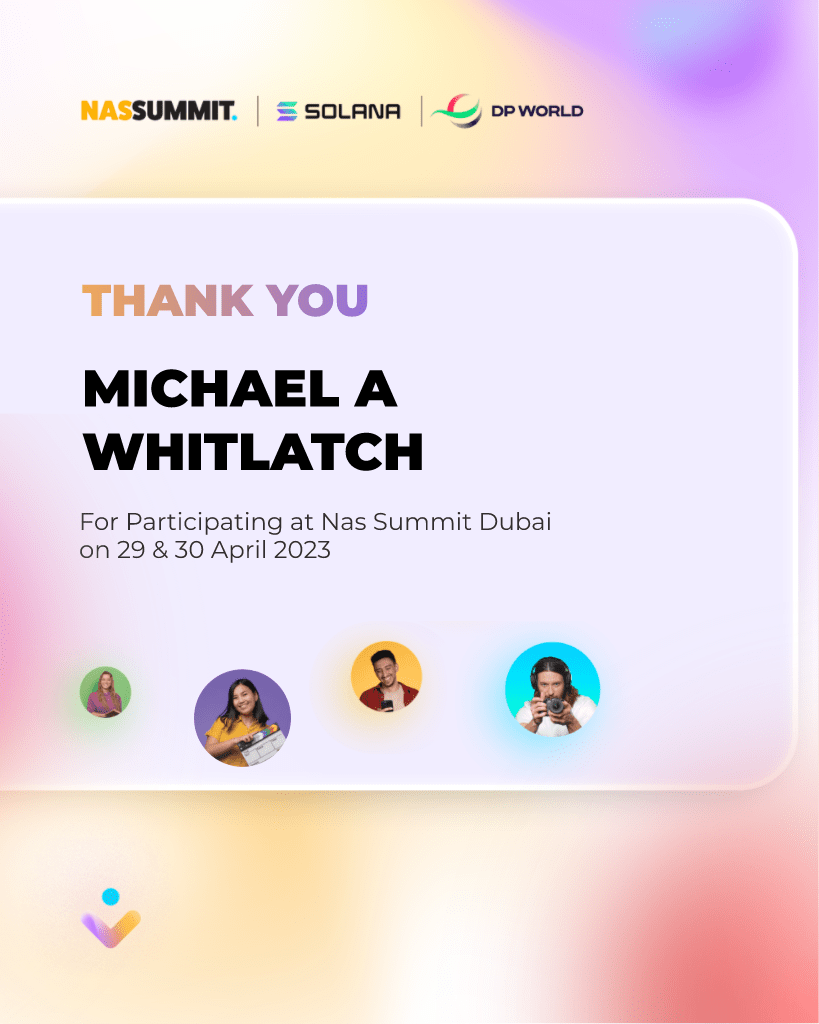 NASSUMMIT. SOLANA DP WORLD
THANK YOU
MICHAEL A
WHITLATCH
For Participating at Nas Summit Dubai
on 29 & 30 April 2023